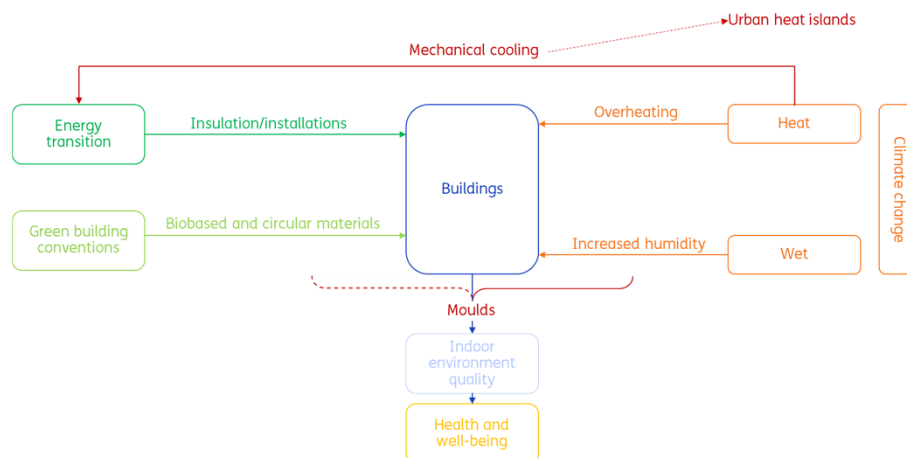 Urban heat islands
Mechanical cooling
Energy
transition
Insulation/installations
Buildings
Overheating
Heat
Climate change
Green building
conventions
Biobased and circular materials
Increased humidity
Wet
Moulds
Indoor
environment
quality
Health and
well-being